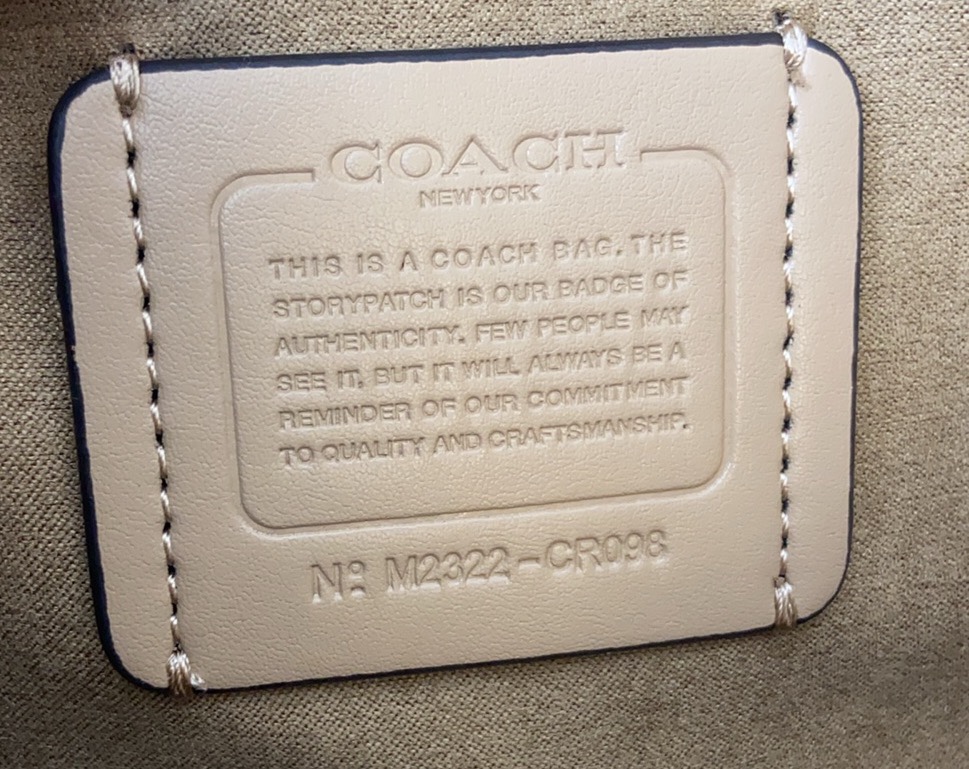 COACH
NEW YORK
THIS IS A COACH BAG. THE
STORYPATCH IS OUR BADGE OF
AUTHENTICITY. FEW PEOPLE MAY
SEE IT, BUT IT WILL ALWAYS BE A
REMINDER OF OUR COMMITMENT
TO QUALITY AND CRAFTSMANSHIP.
Nº M2322-CR098